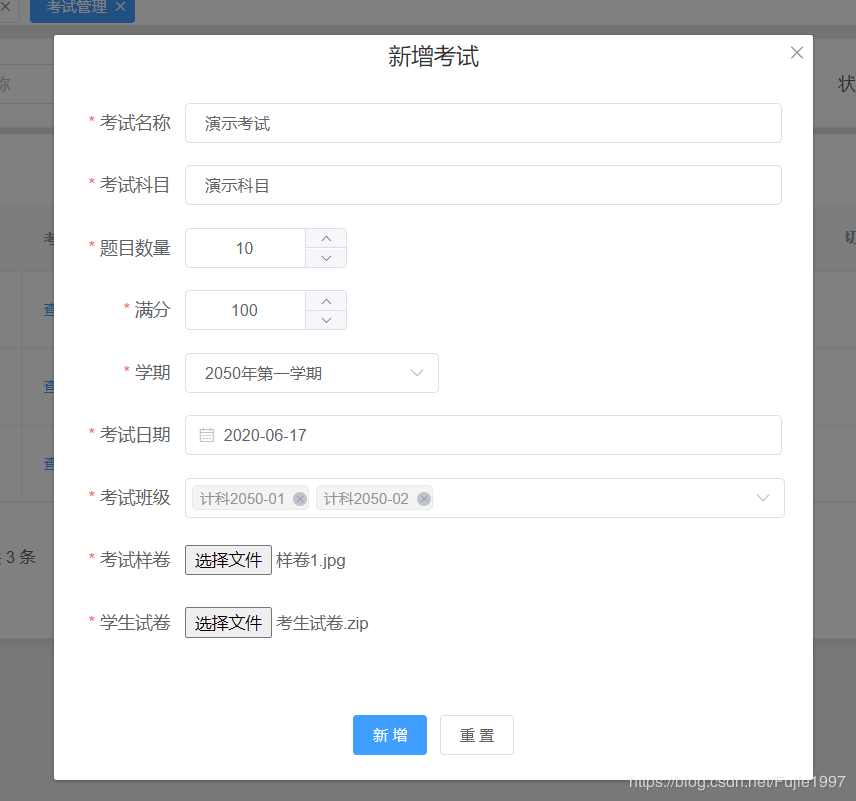 考试管理
新增考试
称
状
* 考试名称 演示考试
* 考试科目 演示科目
考
切
* 题目数量 10
查
* 满分 100
* 学期 2050年第一学期
查
* 考试日期 2020-06-17
查
* 考试班级 计科2050-01 计科2050-02
3 条
* 考试样卷 选择文件 样卷1.jpg
* 学生试卷 选择文件 考生试卷.zip
新增 重置
https://blog.csdn.net/Fujie1997